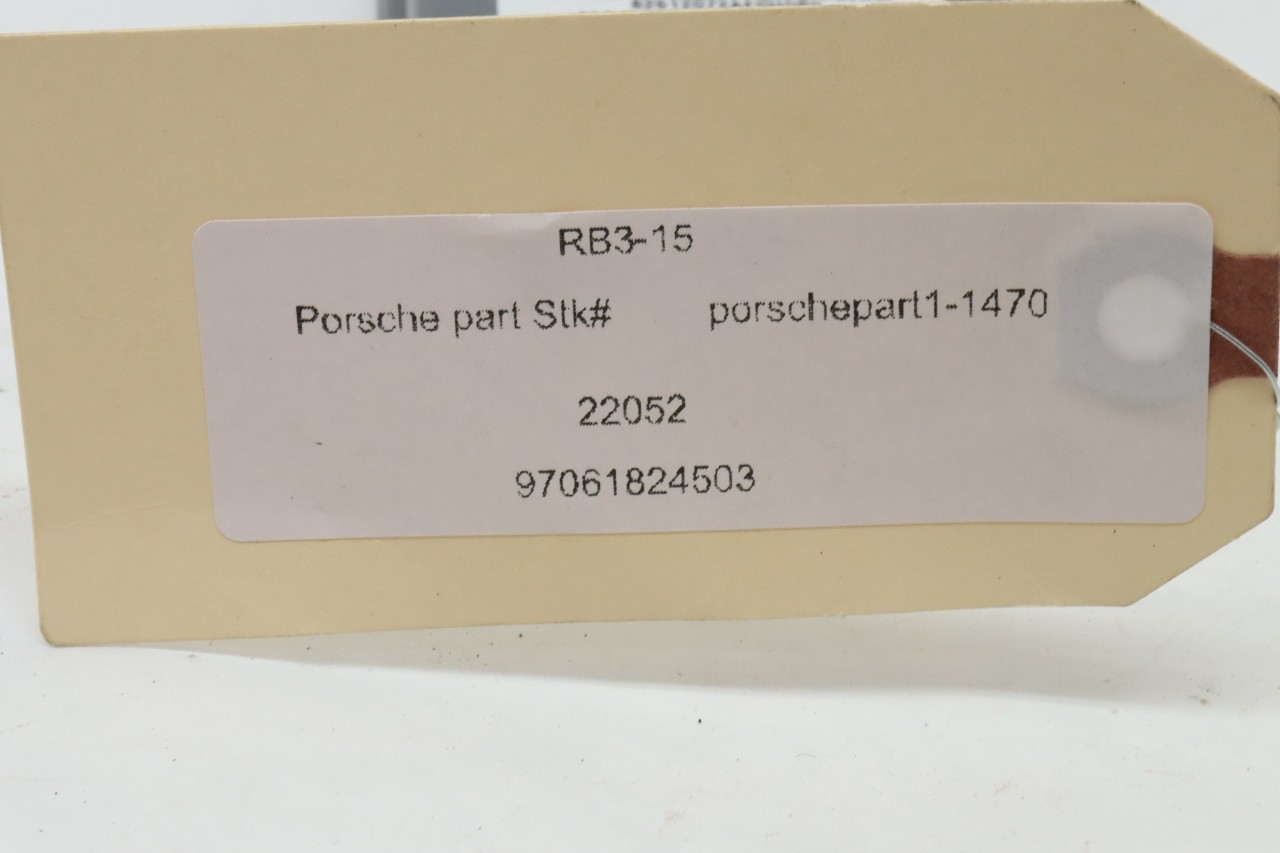 RB3-15
Porsche part Stk# porschepart1-1470
22052
97061824503